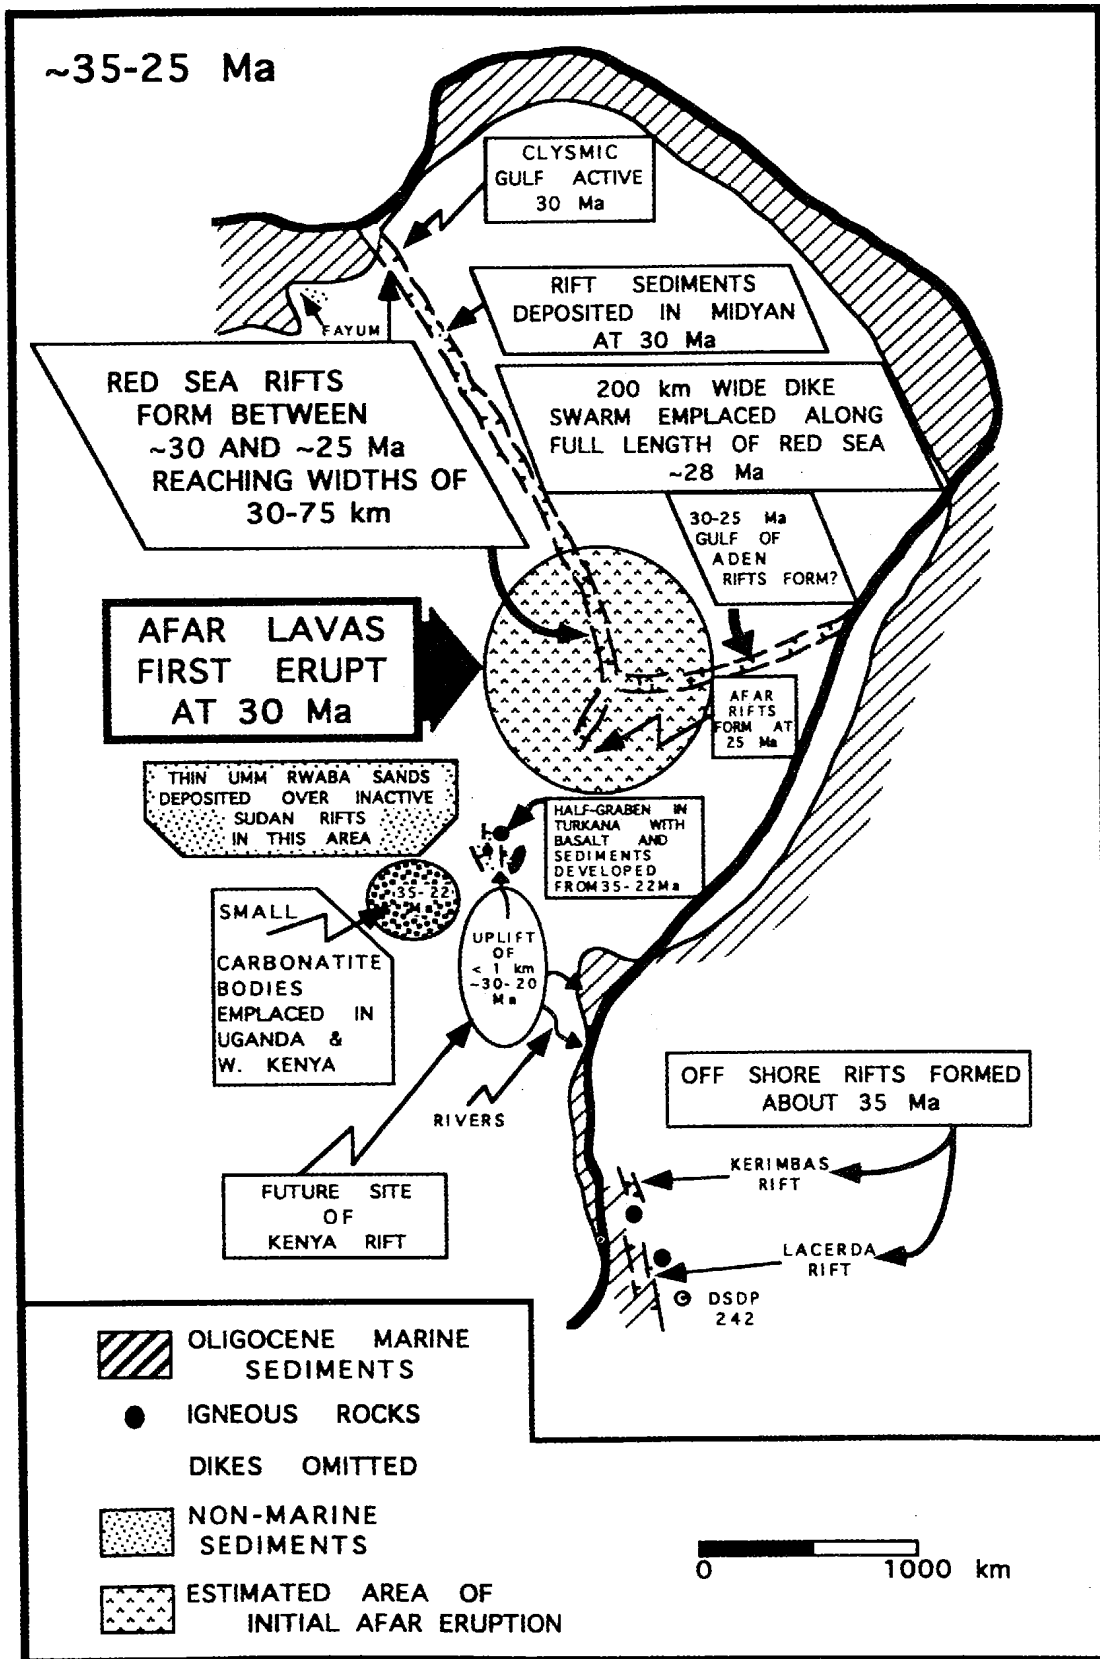 ~35-25 Ma
CLYSMIC
GULF ACTIVE
30 Ma
RIFT SEDIMENTS
DEPOSITED IN MIDYAN
AT 30 Ma
FAYUM
RED SEA RIFTS
FORM BETWEEN
~30 AND ~25 Ma
REACHING WIDTHS OF
30-75 km
200 km WIDE DIKE
SWARM EMPLACED ALONG
FULL LENGTH OF RED SEA
~28 Ma
30-25 Ma
GULF OF
ADEN
RIFTS FORM?
AFAR LAVAS
FIRST ERUPT
AT 30 Ma
AFAR
RIFTS
FORM AT
25 Ma
THIN UMM RWABA SANDS
DEPOSITED OVER INACTIVE
SUDAN RIFTS
IN THIS AREA
HALF-GRABEN IN
TURKANA WITH
BASALT AND
SEDIMENTS
DEVELOPED
FROM 35-22 Ma
35-22
Ma
SMALL
CARBONATITE
BODIES
EMPLACED IN
UGANDA &
W. KENYA
UPLIFT
OF
< 1 km
~30-20
Ma
RIVERS
OFF SHORE RIFTS FORMED
ABOUT 35 Ma
KERIMBAS
RIFT
FUTURE SITE
OF
KENYA RIFT
LACERDA
RIFT
DSDP
242
OLIGOCENE MARINE
SEDIMENTS
IGNEOUS ROCKS
DIKES OMITTED
NON-MARINE
SEDIMENTS
ESTIMATED AREA OF
INITIAL AFAR ERUPTION
0 1000 km